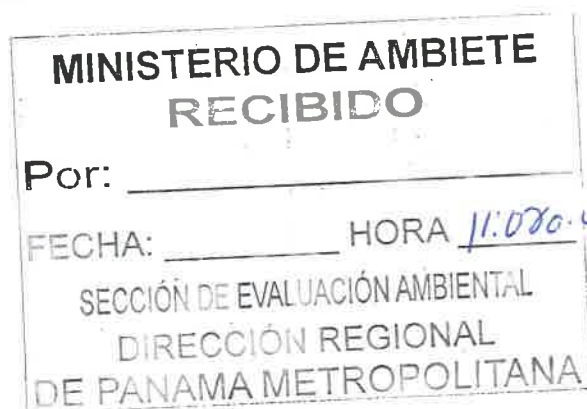 MINISTERIO DE AMBIETE
RECIBIDO
Por:
FECHA: HORA
SECCIÓN DE EVALUACIÓN AMBIENTAL
DIRECCIÓN REGIONAL
DE PANAMA METROPOLITANA